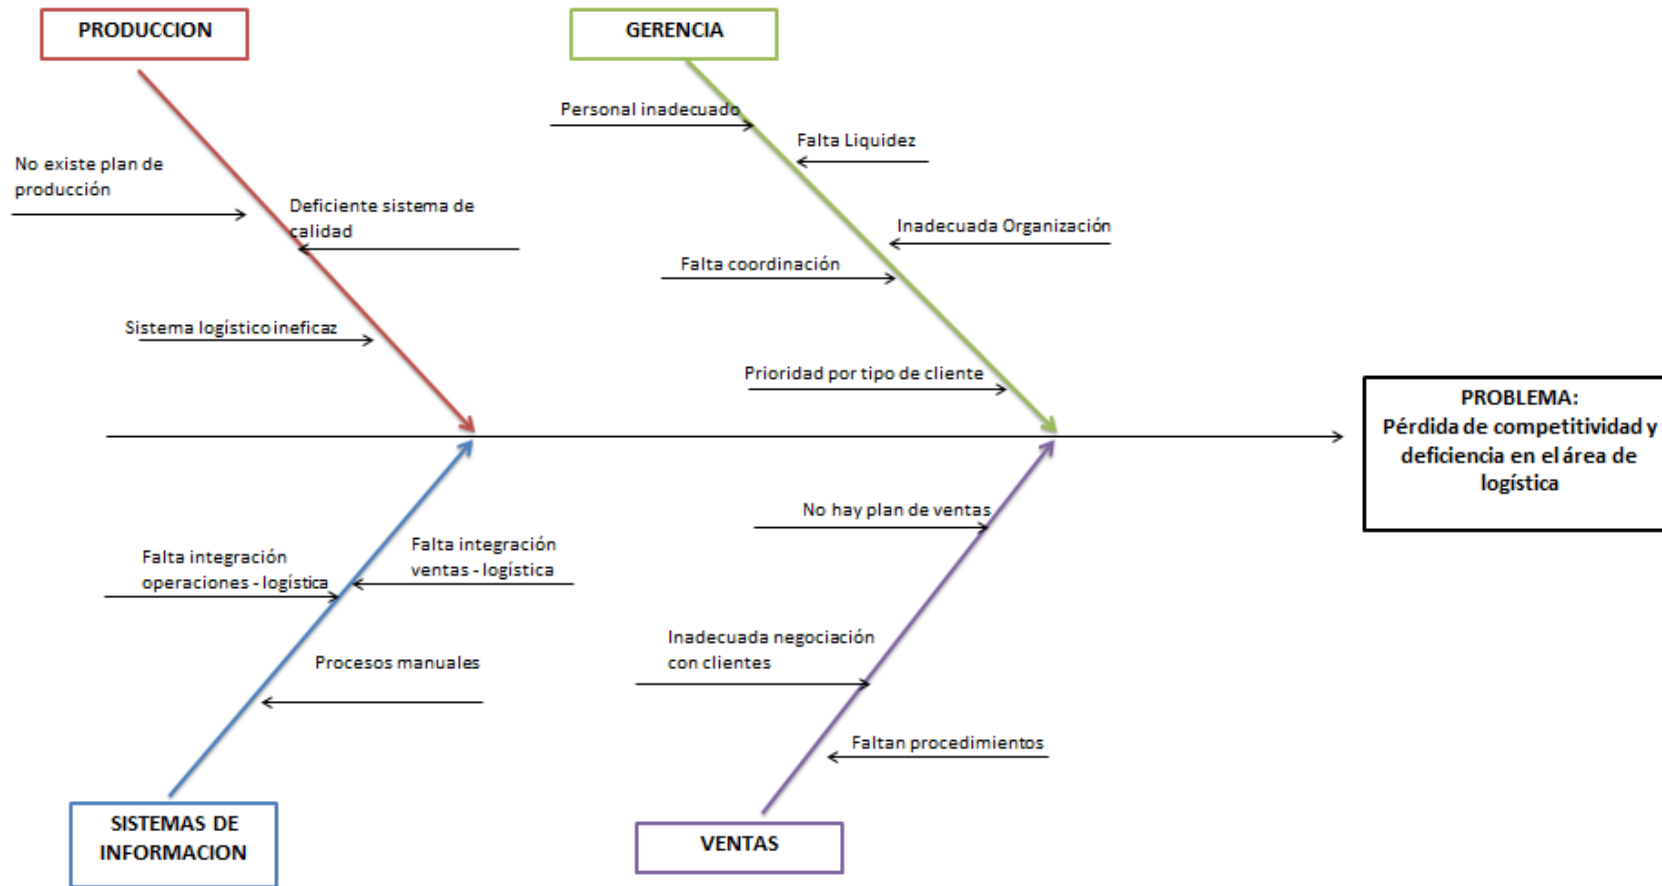 PRODUCCION
GERENCIA
Personal inadecuado
Falta Liquidez
No existe plan de
producción
Deficiente sistema de
calidad
Inadecuada Organización
Falta coordinación
Sistema logístico ineficaz
Prioridad por tipo de cliente
PROBLEMA:
Pérdida de competitividad y
deficiencia en el área de
logística
No hay plan de ventas
Falta integración
operaciones - logística
Falta integración
ventas - logística
Inadecuada negociación
con clientes
Procesos manuales
Faltan procedimientos
SISTEMAS DE
INFORMACION
VENTAS